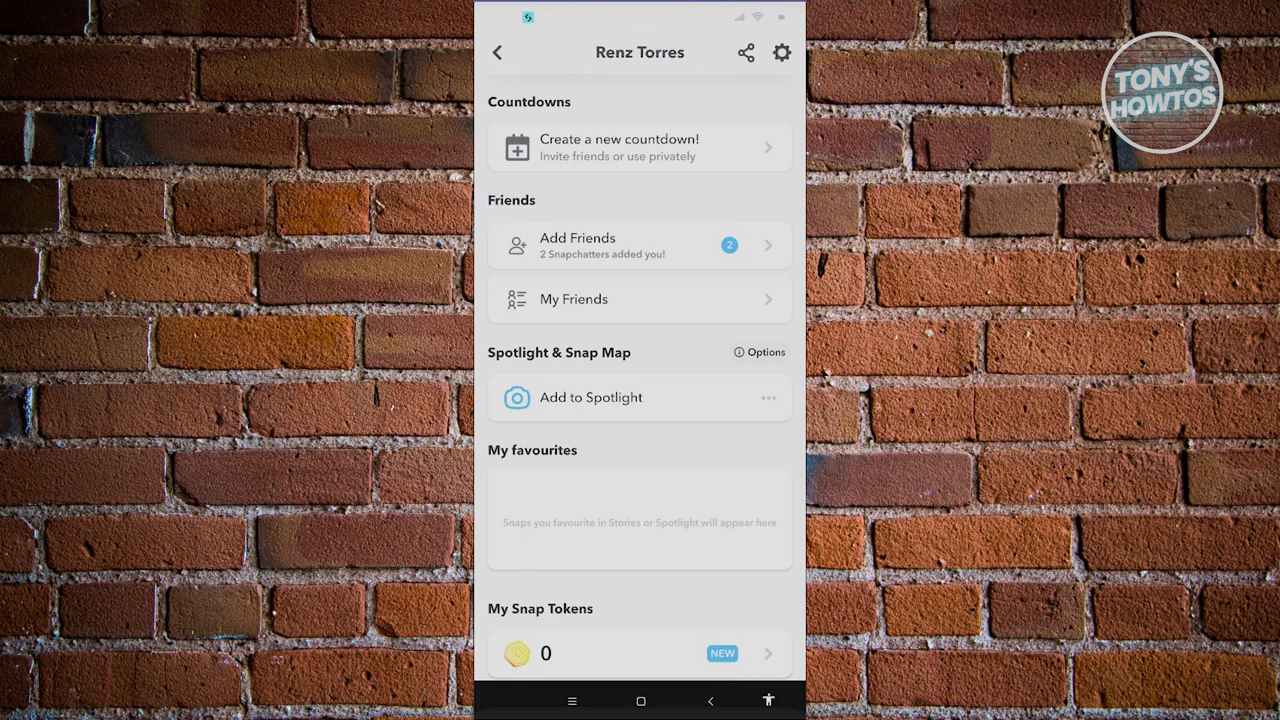 Renz Torres
TONY'S
HOWTOS
Countdowns
Create a new countdown!
Invite friends or use privately
Friends
Add Friends
2 Snapchatters added you!
2
My Friends
Spotlight & Snap Map
Options
Add to Spotlight
My favourites
Snaps you favourite in Stories or Spotlight will appear here
My Snap Tokens
0
NEW